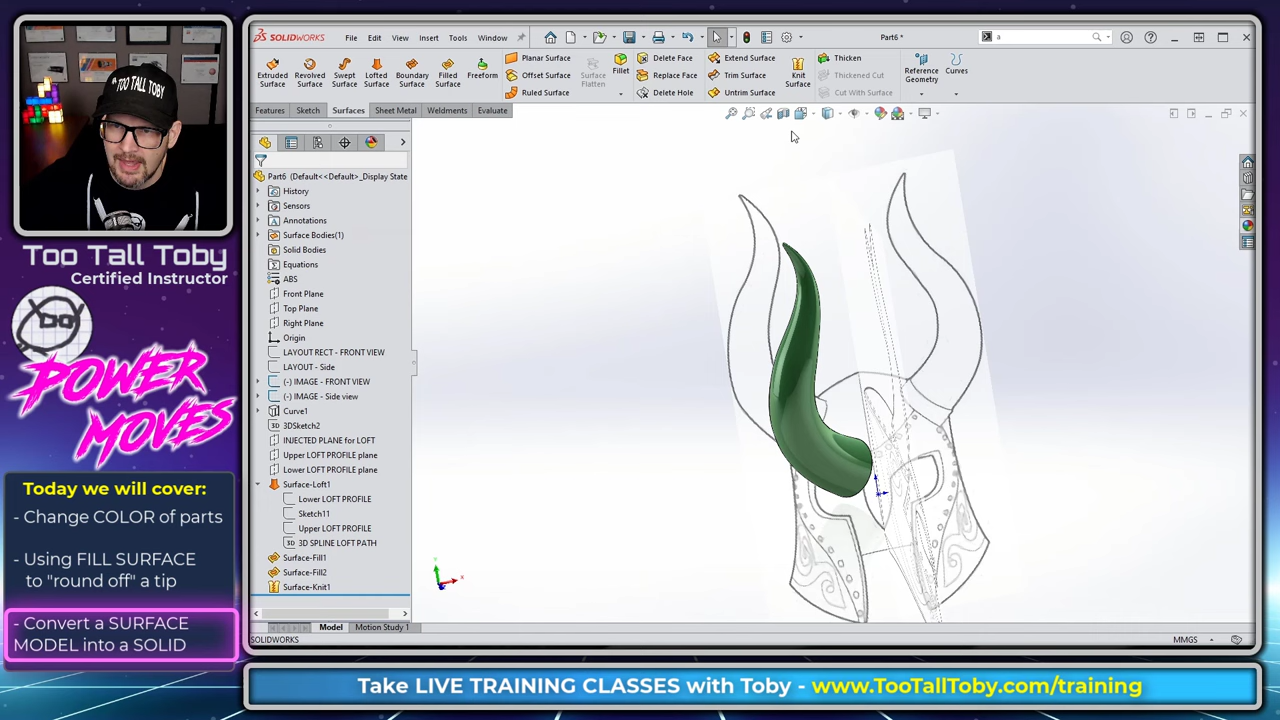 "TOO TALL TOBY"
Too Tall Toby
Certified Instructor
POWER
MOVES
Today we will cover:
- Change COLOR of parts
- Using FILL SURFACE
to "round off" a tip
- Convert a SURFACE
MODEL into a SOLID
SOLIDWORKS
File
Edit
View
Insert
Tools
Window
Part6 *
a
Extruded
Surface
Revolved
Surface
Swept
Surface
Lofted
Surface
Boundary
Surface
Filled
Surface
Freeform
Planar Surface
Offset Surface
Ruled Surface
Surface
Flatten
Fillet
Delete Face
Replace Face
Delete Hole
Extend Surface
Trim Surface
Untrim Surface
Knit
Surface
Thicken
Thickened Cut
Cut With Surface
Reference
Geometry
Curves
Features
Sketch
Surfaces
Sheet Metal
Weldments
Evaluate
Part6 (Default<<Default>_Display State
History
Sensors
Annotations
Surface Bodies(1)
Solid Bodies
Equations
ABS
Front Plane
Top Plane
Right Plane
Origin
LAYOUT RECT - FRONT VIEW
LAYOUT - Side
(-) IMAGE - FRONT VIEW
(-) IMAGE - Side view
Curve1
3D 3DSketch2
INJECTED PLANE for LOFT
Upper LOFT PROFILE plane
Lower LOFT PROFILE plane
Surface-Loft1
Lower LOFT PROFILE
Sketch11
Upper LOFT PROFILE
3D 3D SPLINE LOFT PATH
Surface-Fill1
Surface-Fill2
Surface-Knit1
Model
Motion Study 1
SOLIDWORKS
MMGS
Take LIVE TRAINING CLASSES with Toby - www.TooTallToby.com/training